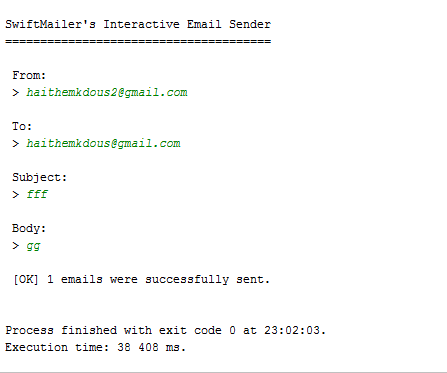 SwiftMailer's Interactive Email Sender
======================================
From:
> haithemkdous2@gmail.com
To:
> haithemkdous@gmail.com
Subject:
> fff
Body:
> gg
[OK] 1 emails were successfully sent.
Process finished with exit code 0 at 23:02:03.
Execution time: 38 408 ms.